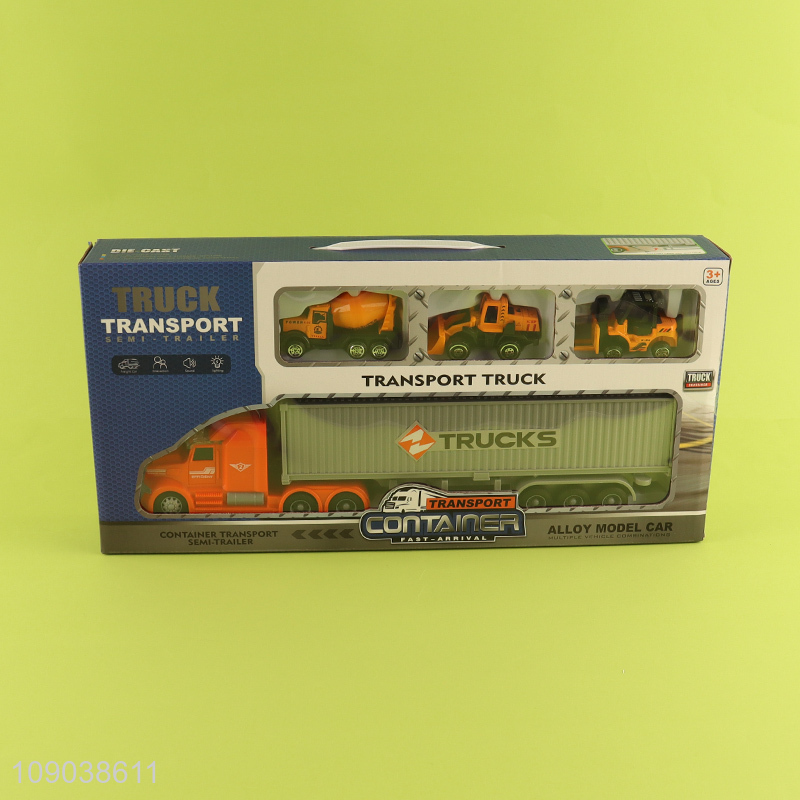 DIE-CAST
TRUCK
TRANSPORT
SEMI-TRAILER
3+
AGES
TRANSPORT TRUCK
TRUCK
TRUCKS
TRANSPORT
CONTAINER
FAST-ARRIVAL
CONTAINER TRANSPORT
SEMI-TRAILER
ALLOY MODEL CAR
MULTIPLE VEHICLE COMBINATIONS
109038611